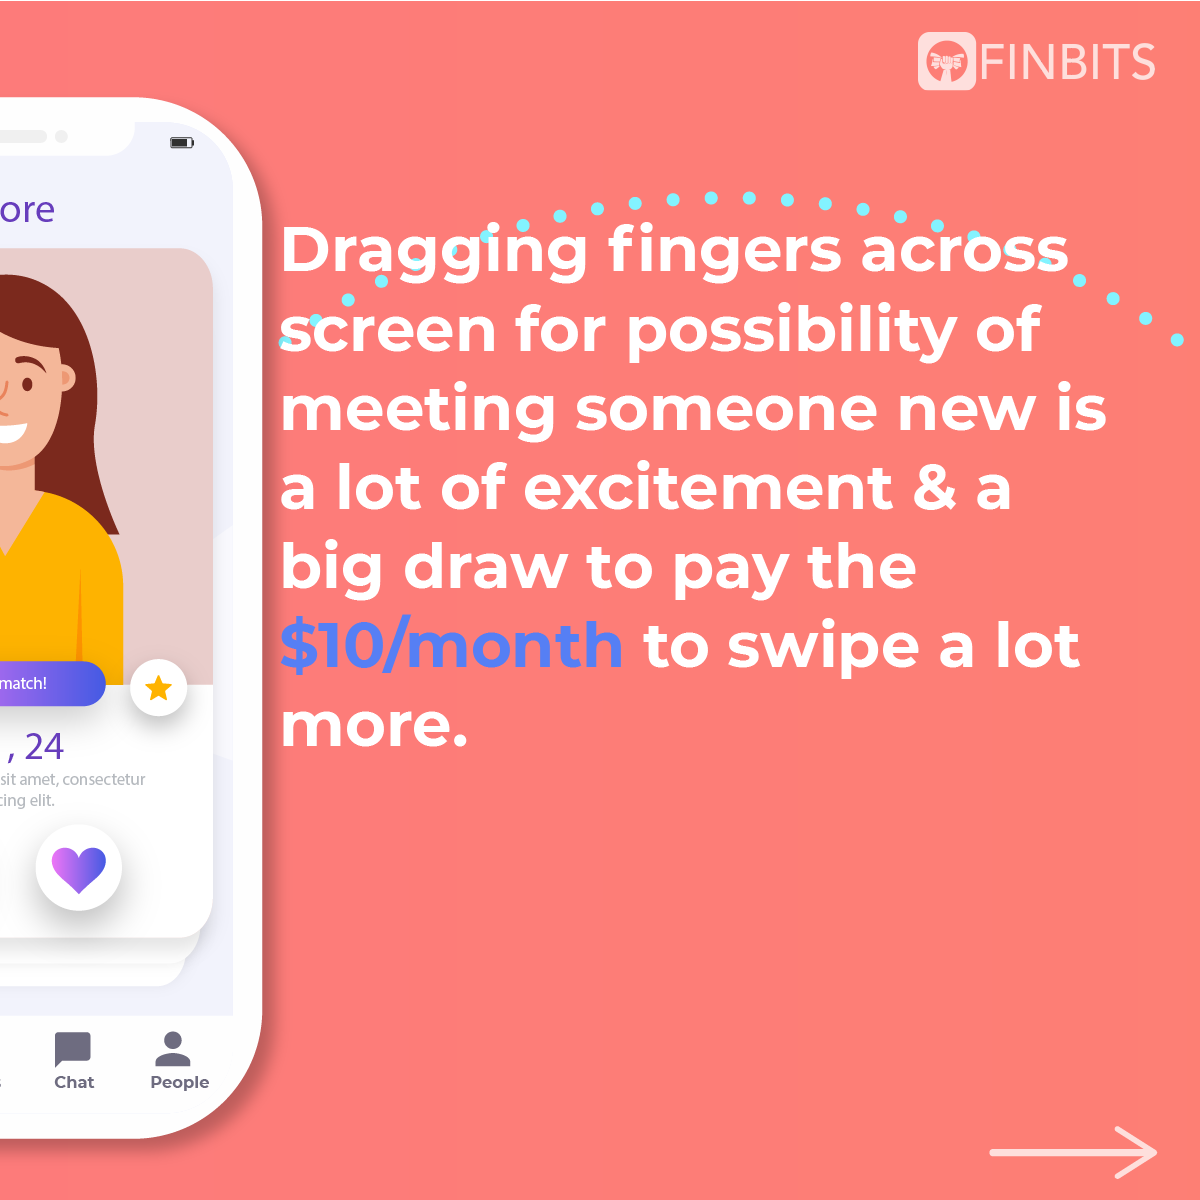 FINBITS
ore
Dragging fingers across
screen for possibility of
meeting someone new is
a lot of excitement & a
big draw to pay the
$10/month to swipe a lot
more.
match!
, 24
sit amet, consectetur
cing elit.
s
Chat
People